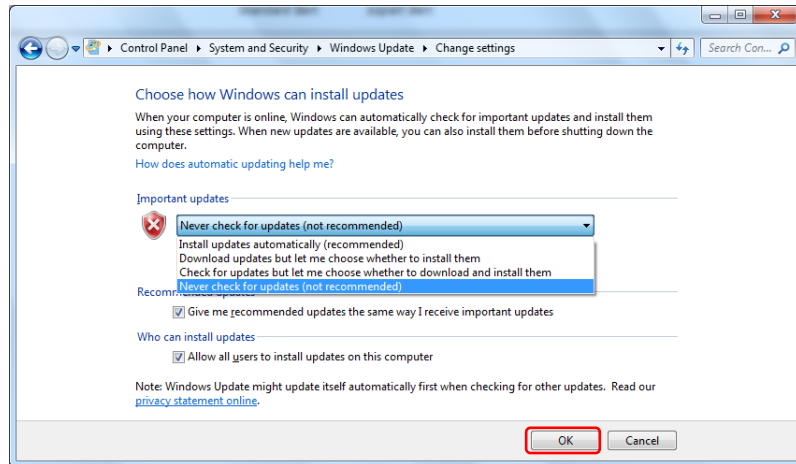 Control Panel ▸ System and Security ▸ Windows Update ▸ Change settings
Search Con...
Choose how Windows can install updates
When your computer is online, Windows can automatically check for important updates and install them
using these settings. When new updates are available, you can also install them before shutting down the
computer.
How does automatic updating help me?
Important updates
Never check for updates (not recommended)
Install updates automatically (recommended)
Download updates but let me choose whether to install them
Check for updates but let me choose whether to download and install them
Never check for updates (not recommended)
Recommended updates
Give me recommended updates the same way I receive important updates
Who can install updates
Allow all users to install updates on this computer
Note: Windows Update might update itself automatically first when checking for other updates. Read our
privacy statement online.
OK
Cancel